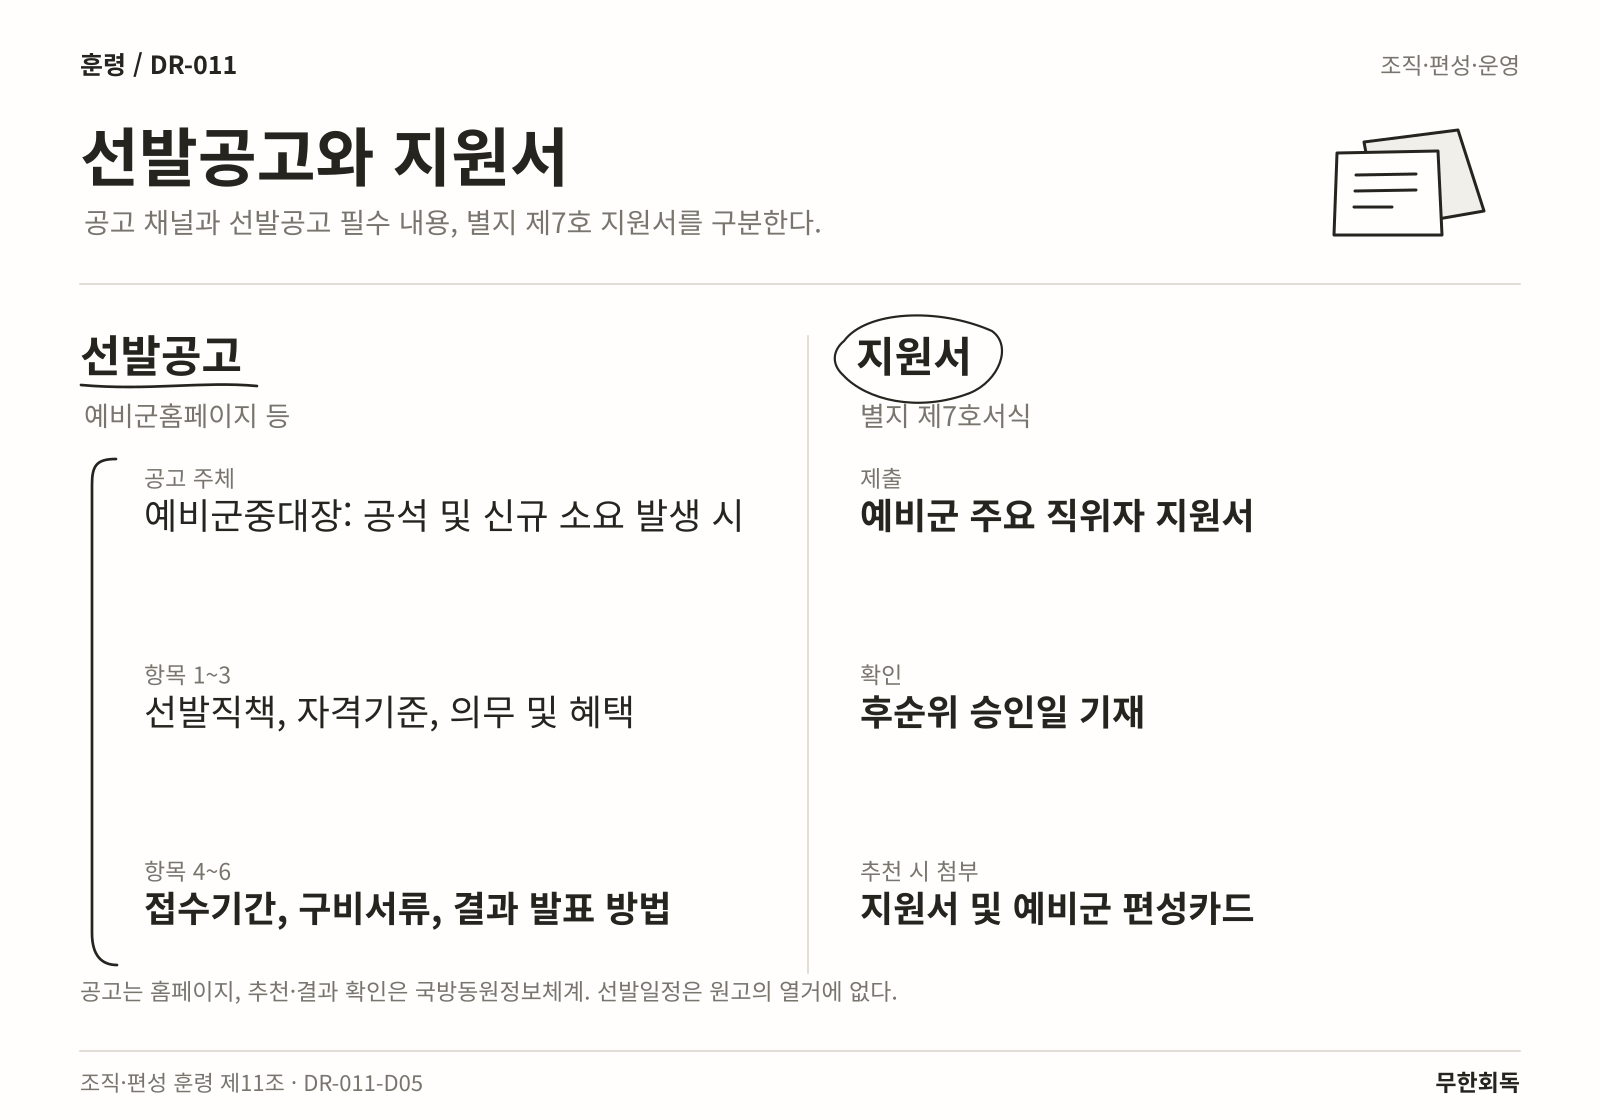 훈령 / DR-011
조직·편성·운영
선발공고와 지원서
공고 채널과 선발공고 필수 내용, 별지 제7호 지원서를 구분한다.
선발공고
예비군홈페이지 등
공고 주체
예비군중대장: 공석 및 신규 소요 발생 시
항목 1~3
선발직책, 자격기준, 의무 및 혜택
항목 4~6
접수기간, 구비서류, 결과 발표 방법
지원서
별지 제7호서식
제출
예비군 주요 직위자 지원서
확인
후순위 승인일 기재
추천 시 첨부
지원서 및 예비군 편성카드
공고는 홈페이지, 추천·결과 확인은 국방동원정보체계. 선발일정은 원고의 열거에 없다.
조직·편성 훈령 제11조 · DR-011-D05
무한회독